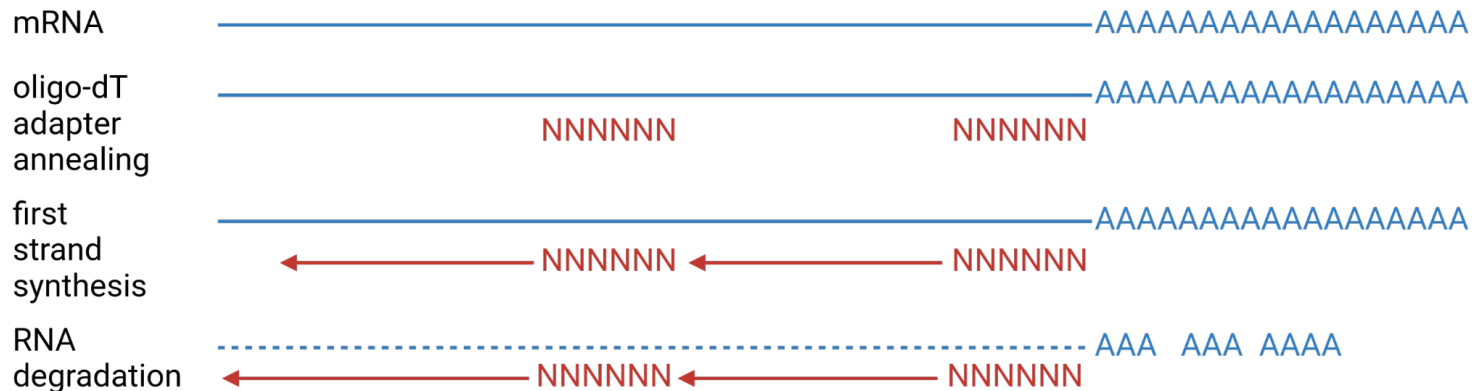 mRNA AAAAAAAAAAAAAAAAAA
oligo-dT
adapter
annealing
AAAAAAAAAAAAAAAAAA
NNNNNN NNNNNN
first
strand
synthesis
AAAAAAAAAAAAAAAAAA
NNNNNN NNNNNN
RNA
degradation
AAA AAA AAAA
NNNNNN NNNNNN